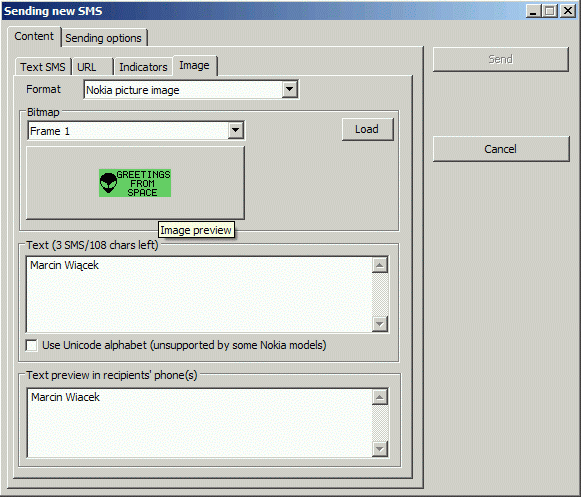 Sending new SMS
Content
Sending options
Send
Text SMS
URL
Indicators
Image
Format
Nokia picture image
Bitmap
Frame 1
Load
Cancel
GREETINGS
FROM
SPACE
Image preview
Text (3 SMS/108 chars left)
Marcin Wiącek
Use Unicode alphabet (unsupported by some Nokia models)
Text preview in recipients' phone(s)
Marcin Wiacek